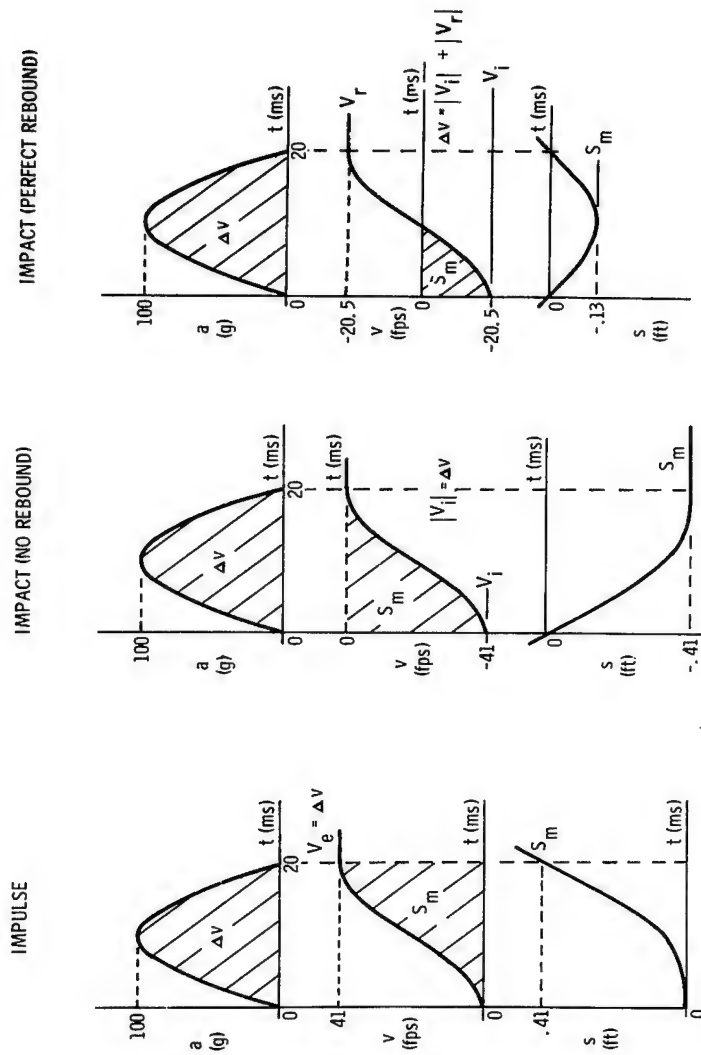 IMPULSE
100
a
(g)
ΔV
0
20
t (ms)
V_e = ΔV
41
v
(fps)
S_m
t (ms)
S_m
.41
s
(ft)
0
t (ms)
IMPACT (NO REBOUND)
100
a
(g)
ΔV
0
20
t (ms)
0
v
(fps)
-41
S_m
t (ms)
|V_i| = ΔV
V_i
0
s
(ft)
-.41
t (ms)
S_m
IMPACT (PERFECT REBOUND)
100
a
(g)
ΔV
0
20
t (ms)
V_r
-20.5
v
(fps)
0
-20.5
S_m
t (ms)
ΔV = |V_i| + |V_r|
V_i
0
t (ms)
s
(ft)
-.13
S_m